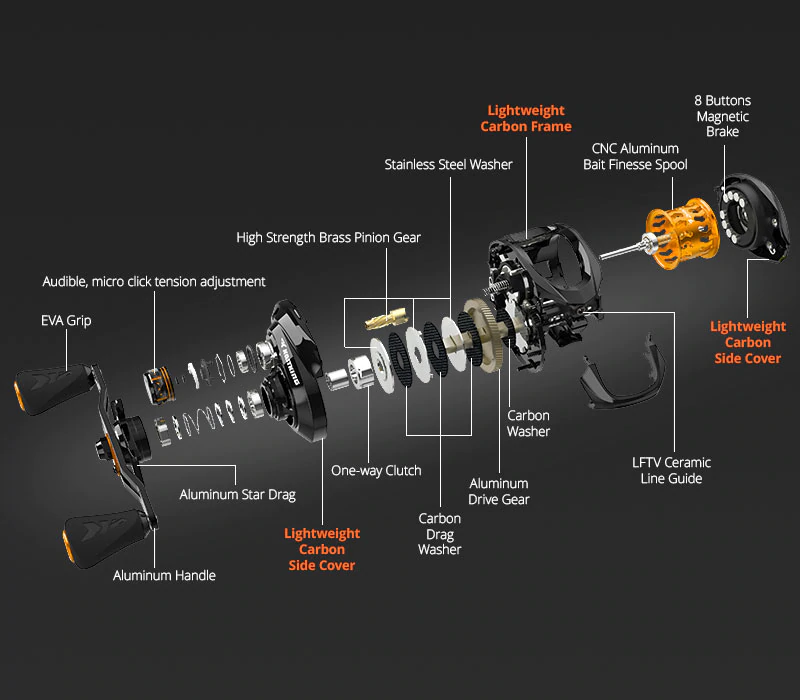 8 Buttons
Magnetic
Brake
Lightweight
Carbon Frame
CNC Aluminum
Bait Finesse Spool
Stainless Steel Washer
High Strength Brass Pinion Gear
Audible, micro click tension adjustment
EVA Grip
Lightweight
Carbon
Side Cover
Carbon
Washer
LFTV Ceramic
Line Guide
One-way Clutch
Aluminum
Drive Gear
Aluminum Star Drag
Carbon
Drag
Washer
Lightweight
Carbon
Side Cover
Aluminum Handle